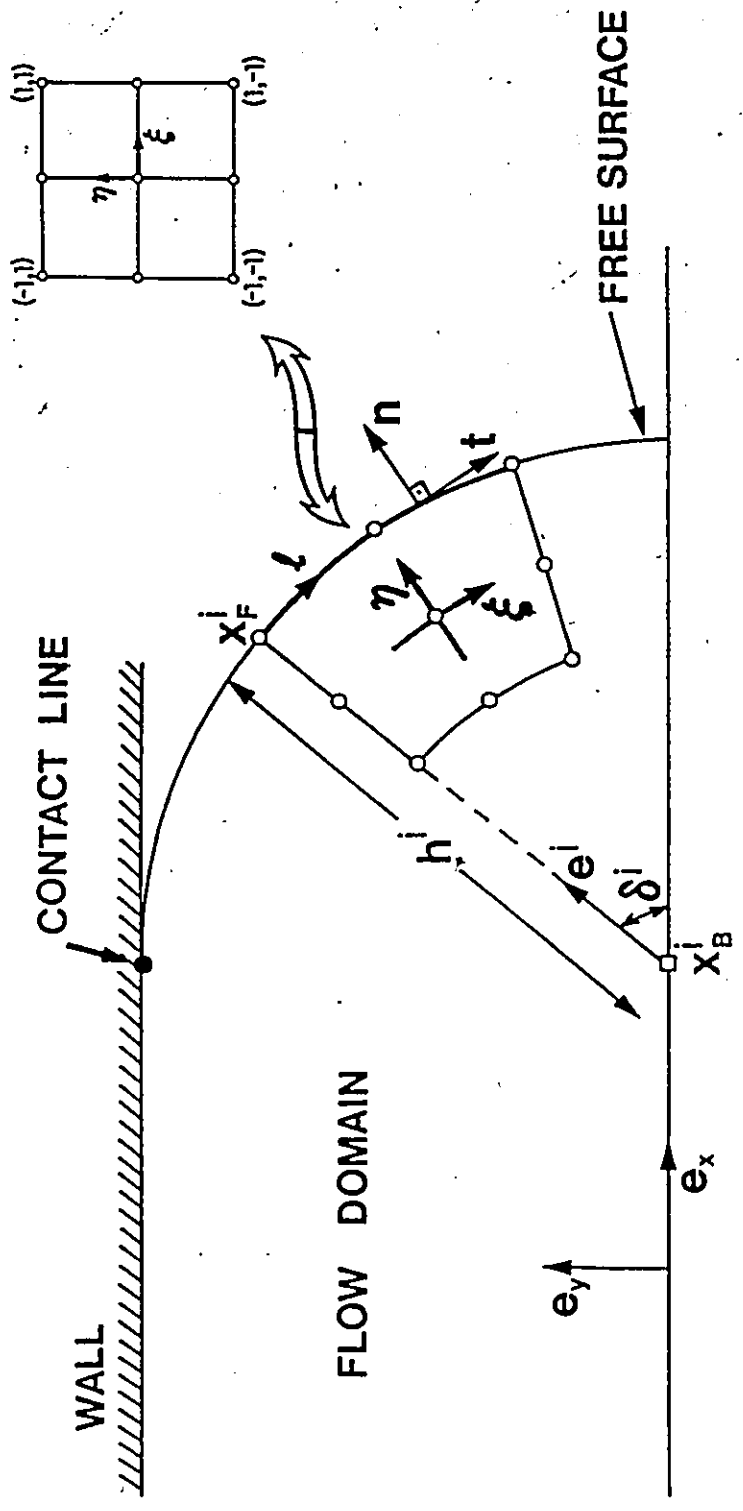 WALL
CONTACT LINE
(-1,1)
(1,1)
η
ξ
(-1,-1)
(1,-1)
FLOW DOMAIN
x_F^i
ℓ
n
t
η
ξ
h^i
e^i
δ^i
FREE SURFACE
e_y
e_x
x_B^i